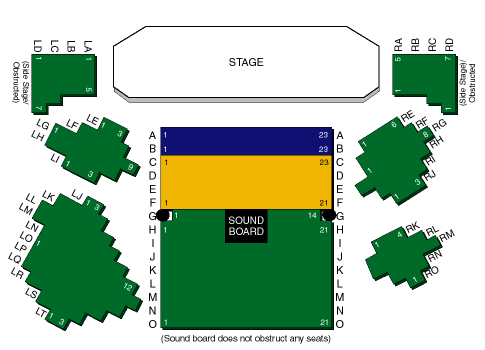 LD LC LB LA
1 1
5
7
(Side Stage)/
Obstructed)
STAGE
RA RB RC RD
5 7
1
1
(Side Stage)/
Obstructed
LG LF LE
LH
LI
1 3
9
1 3
A 1 23 A
B 1 23 B
C 1 23 C
D D
E E
F 21 F
G 1 14 G
H 1 21 H
I I
J J
K K
L L
M M
N N
O 1 21 O
SOUND
BOARD
RE RF RG
RH
RI
RJ
6 8
1
1 3
LL LK LJ
LM
LN
LO
LP
LQ
LR
LS
LT
1 3
1
12
1 3
RK RL RM
RN
RO
1 4
1
(Sound board does not obstruct any seats)